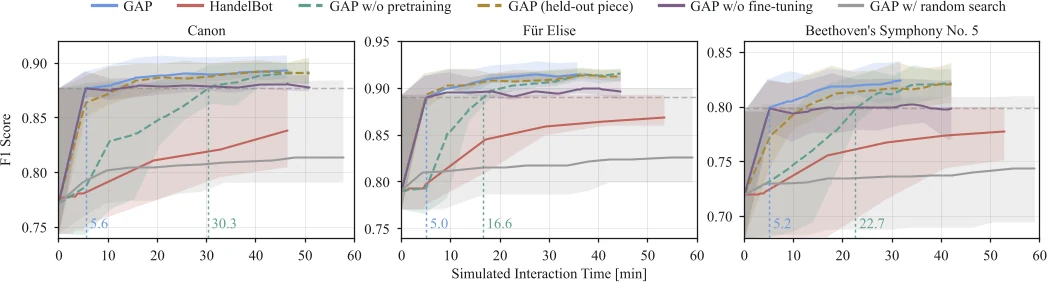 GAP HandelBot GAP w/o pretraining GAP (held-out piece) GAP w/o fine-tuning GAP w/ random search
Canon Für Elise Beethoven's Symphony No. 5
F1 Score
0.90
0.85
0.80
0.75
5.6 30.3
0 10 20 30 40 50 60
0.95
0.90
0.85
0.80
0.75
5.0 16.6
0 10 20 30 40 50 60
0.85
0.80
0.75
0.70
5.2 22.7
0 10 20 30 40 50 60
Simulated Interaction Time [min]